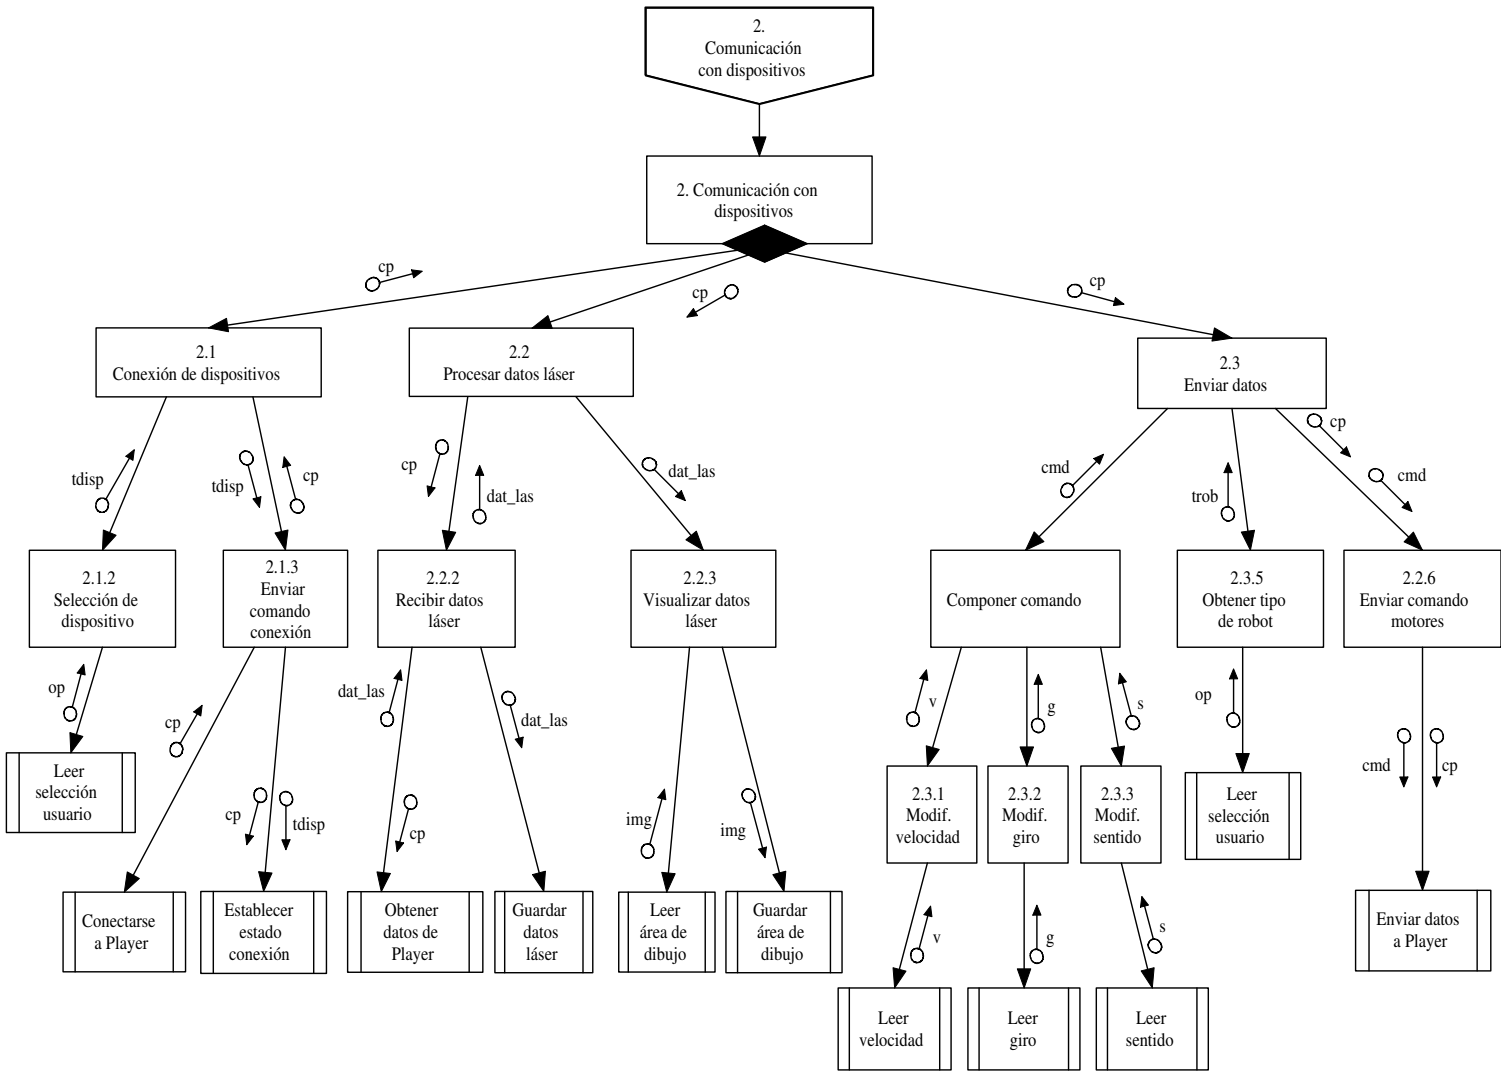 2.
Comunicación
con dispositivos
2. Comunicación con
dispositivos
cp
cp
cp
2.1
Conexión de dispositivos
2.2
Procesar datos láser
2.3
Enviar datos
tdisp
tdisp
cp
cp
dat_las
dat_las
cmd
trob
cp
cmd
2.1.2
Selección de
dispositivo
2.1.3
Enviar
comando
conexión
2.2.2
Recibir datos
láser
2.2.3
Visualizar datos
láser
Componer comando
2.3.5
Obtener tipo
de robot
2.2.6
Enviar comando
motores
op
cp
cp
tdisp
dat_las
cp
dat_las
img
img
v
g
s
op
cmd
cp
Leer
selección
usuario
2.3.1
Modif.
velocidad
2.3.2
Modif.
giro
2.3.3
Modif.
sentido
Leer
selección
usuario
Conectarse
a Player
Establecer
estado
conexión
Obtener
datos de
Player
Guardar
datos
láser
Leer
área de
dibujo
Guardar
área de
dibujo
v
g
s
Enviar datos
a Player
Leer
velocidad
Leer
giro
Leer
sentido